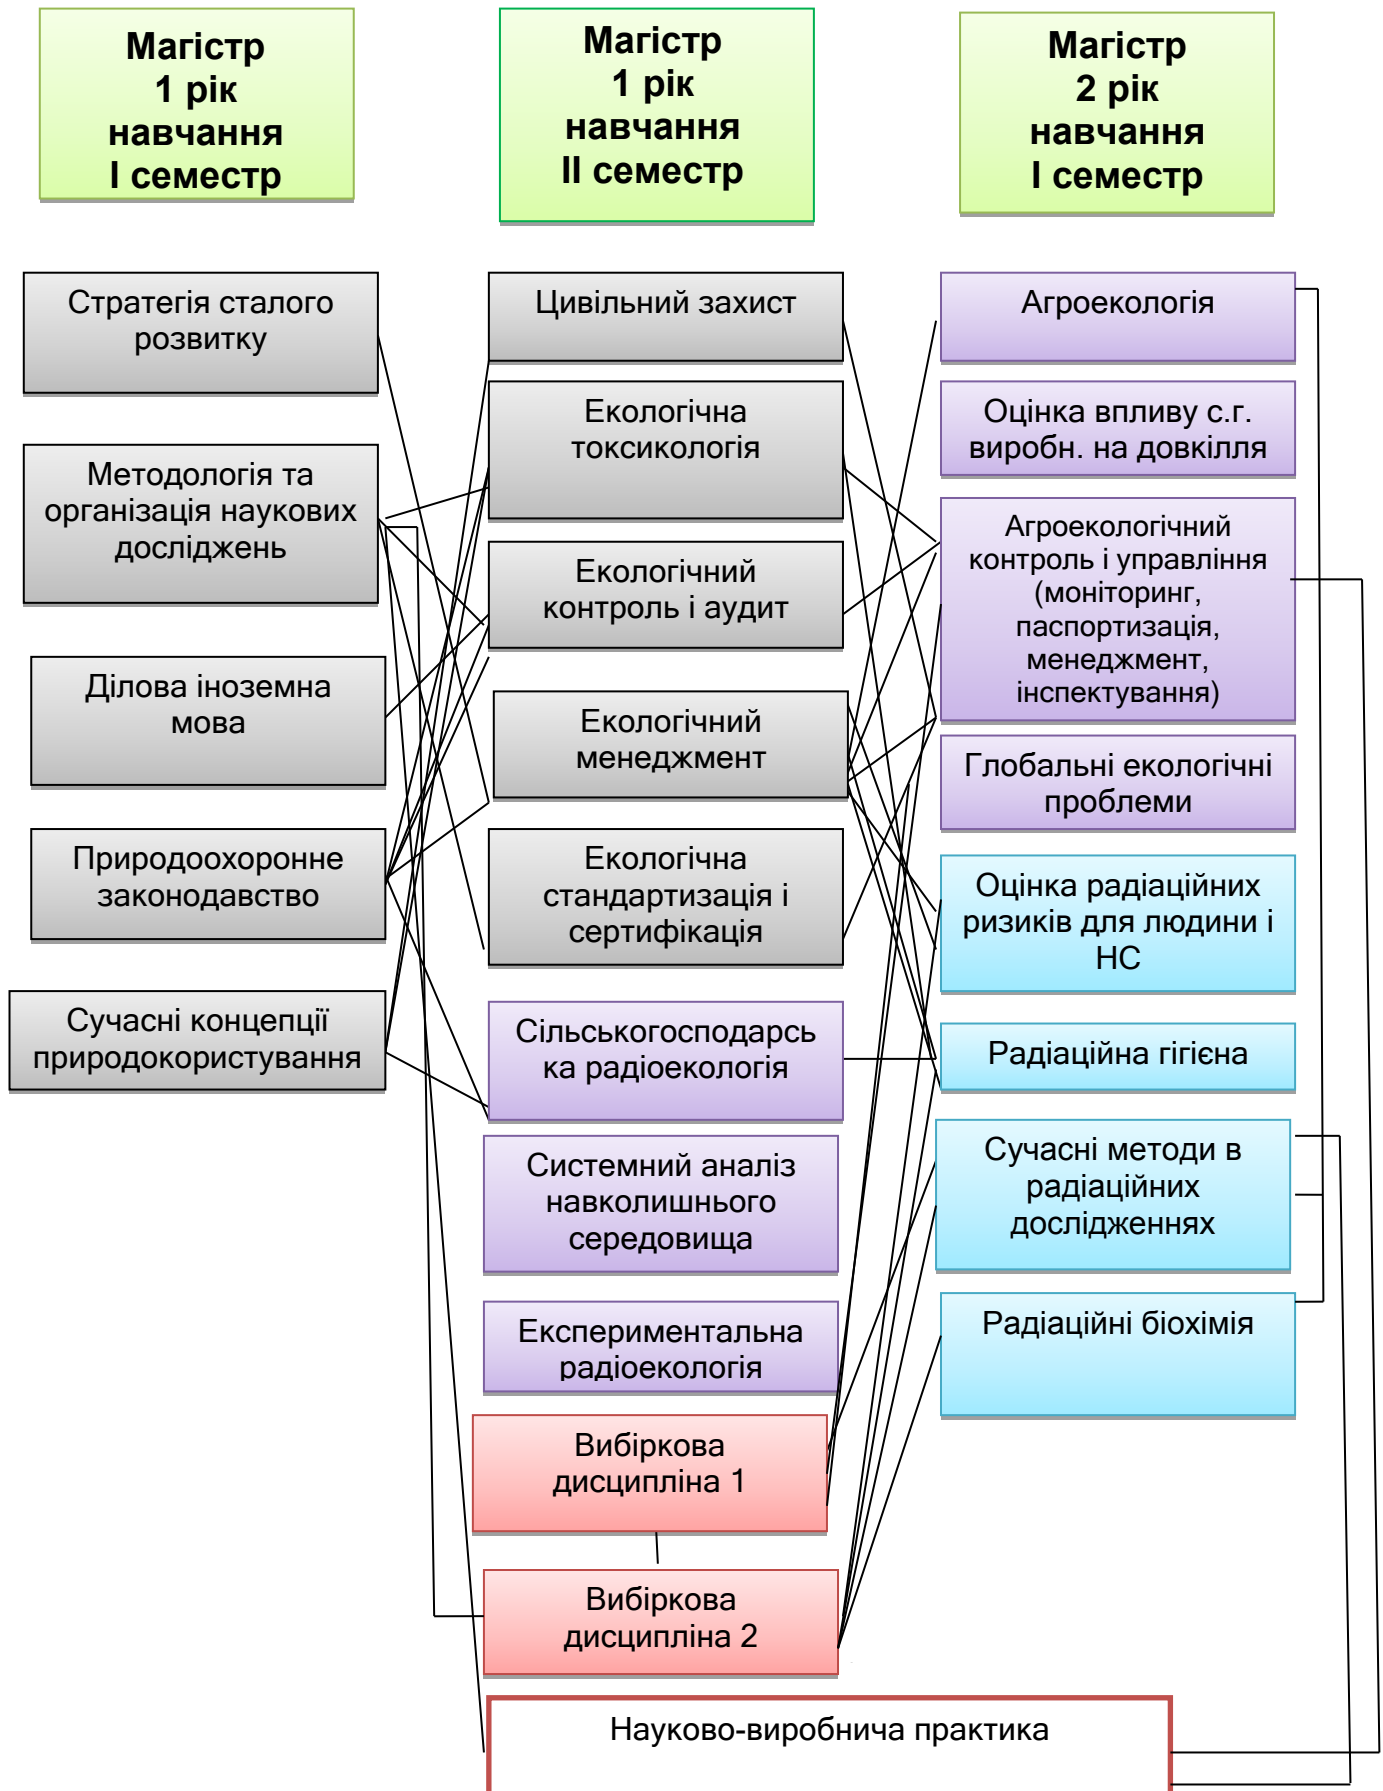 Магістр
1 рік
навчання
І семестр
Магістр
1 рік
навчання
ІІ семестр
Магістр
2 рік
навчання
І семестр
Стратегія сталого
розвитку
Методологія та
організація наукових
досліджень
Ділова іноземна
мова
Природоохоронне
законодавство
Сучасні концепції
природокористування
Цивільний захист
Екологічна
токсикологія
Екологічний
контроль і аудит
Екологічний
менеджмент
Екологічна
стандартизація і
сертифікація
Сільськогосподарсь
ка радіоекологія
Системний аналіз
навколишнього
середовища
Експериментальна
радіоекологія
Вибіркова
дисципліна 1
Вибіркова
дисципліна 2
Агроекологія
Оцінка впливу с.г.
виробн. на довкілля
Агроекологічний
контроль і управління
(моніторинг,
паспортизація,
менеджмент,
інспектування)
Глобальні екологічні
проблеми
Оцінка радіаційних
ризиків для людини і
НС
Радіаційна гігієна
Сучасні методи в
радіаційних
дослідженнях
Радіаційні біохімія
Науково-виробнича практика